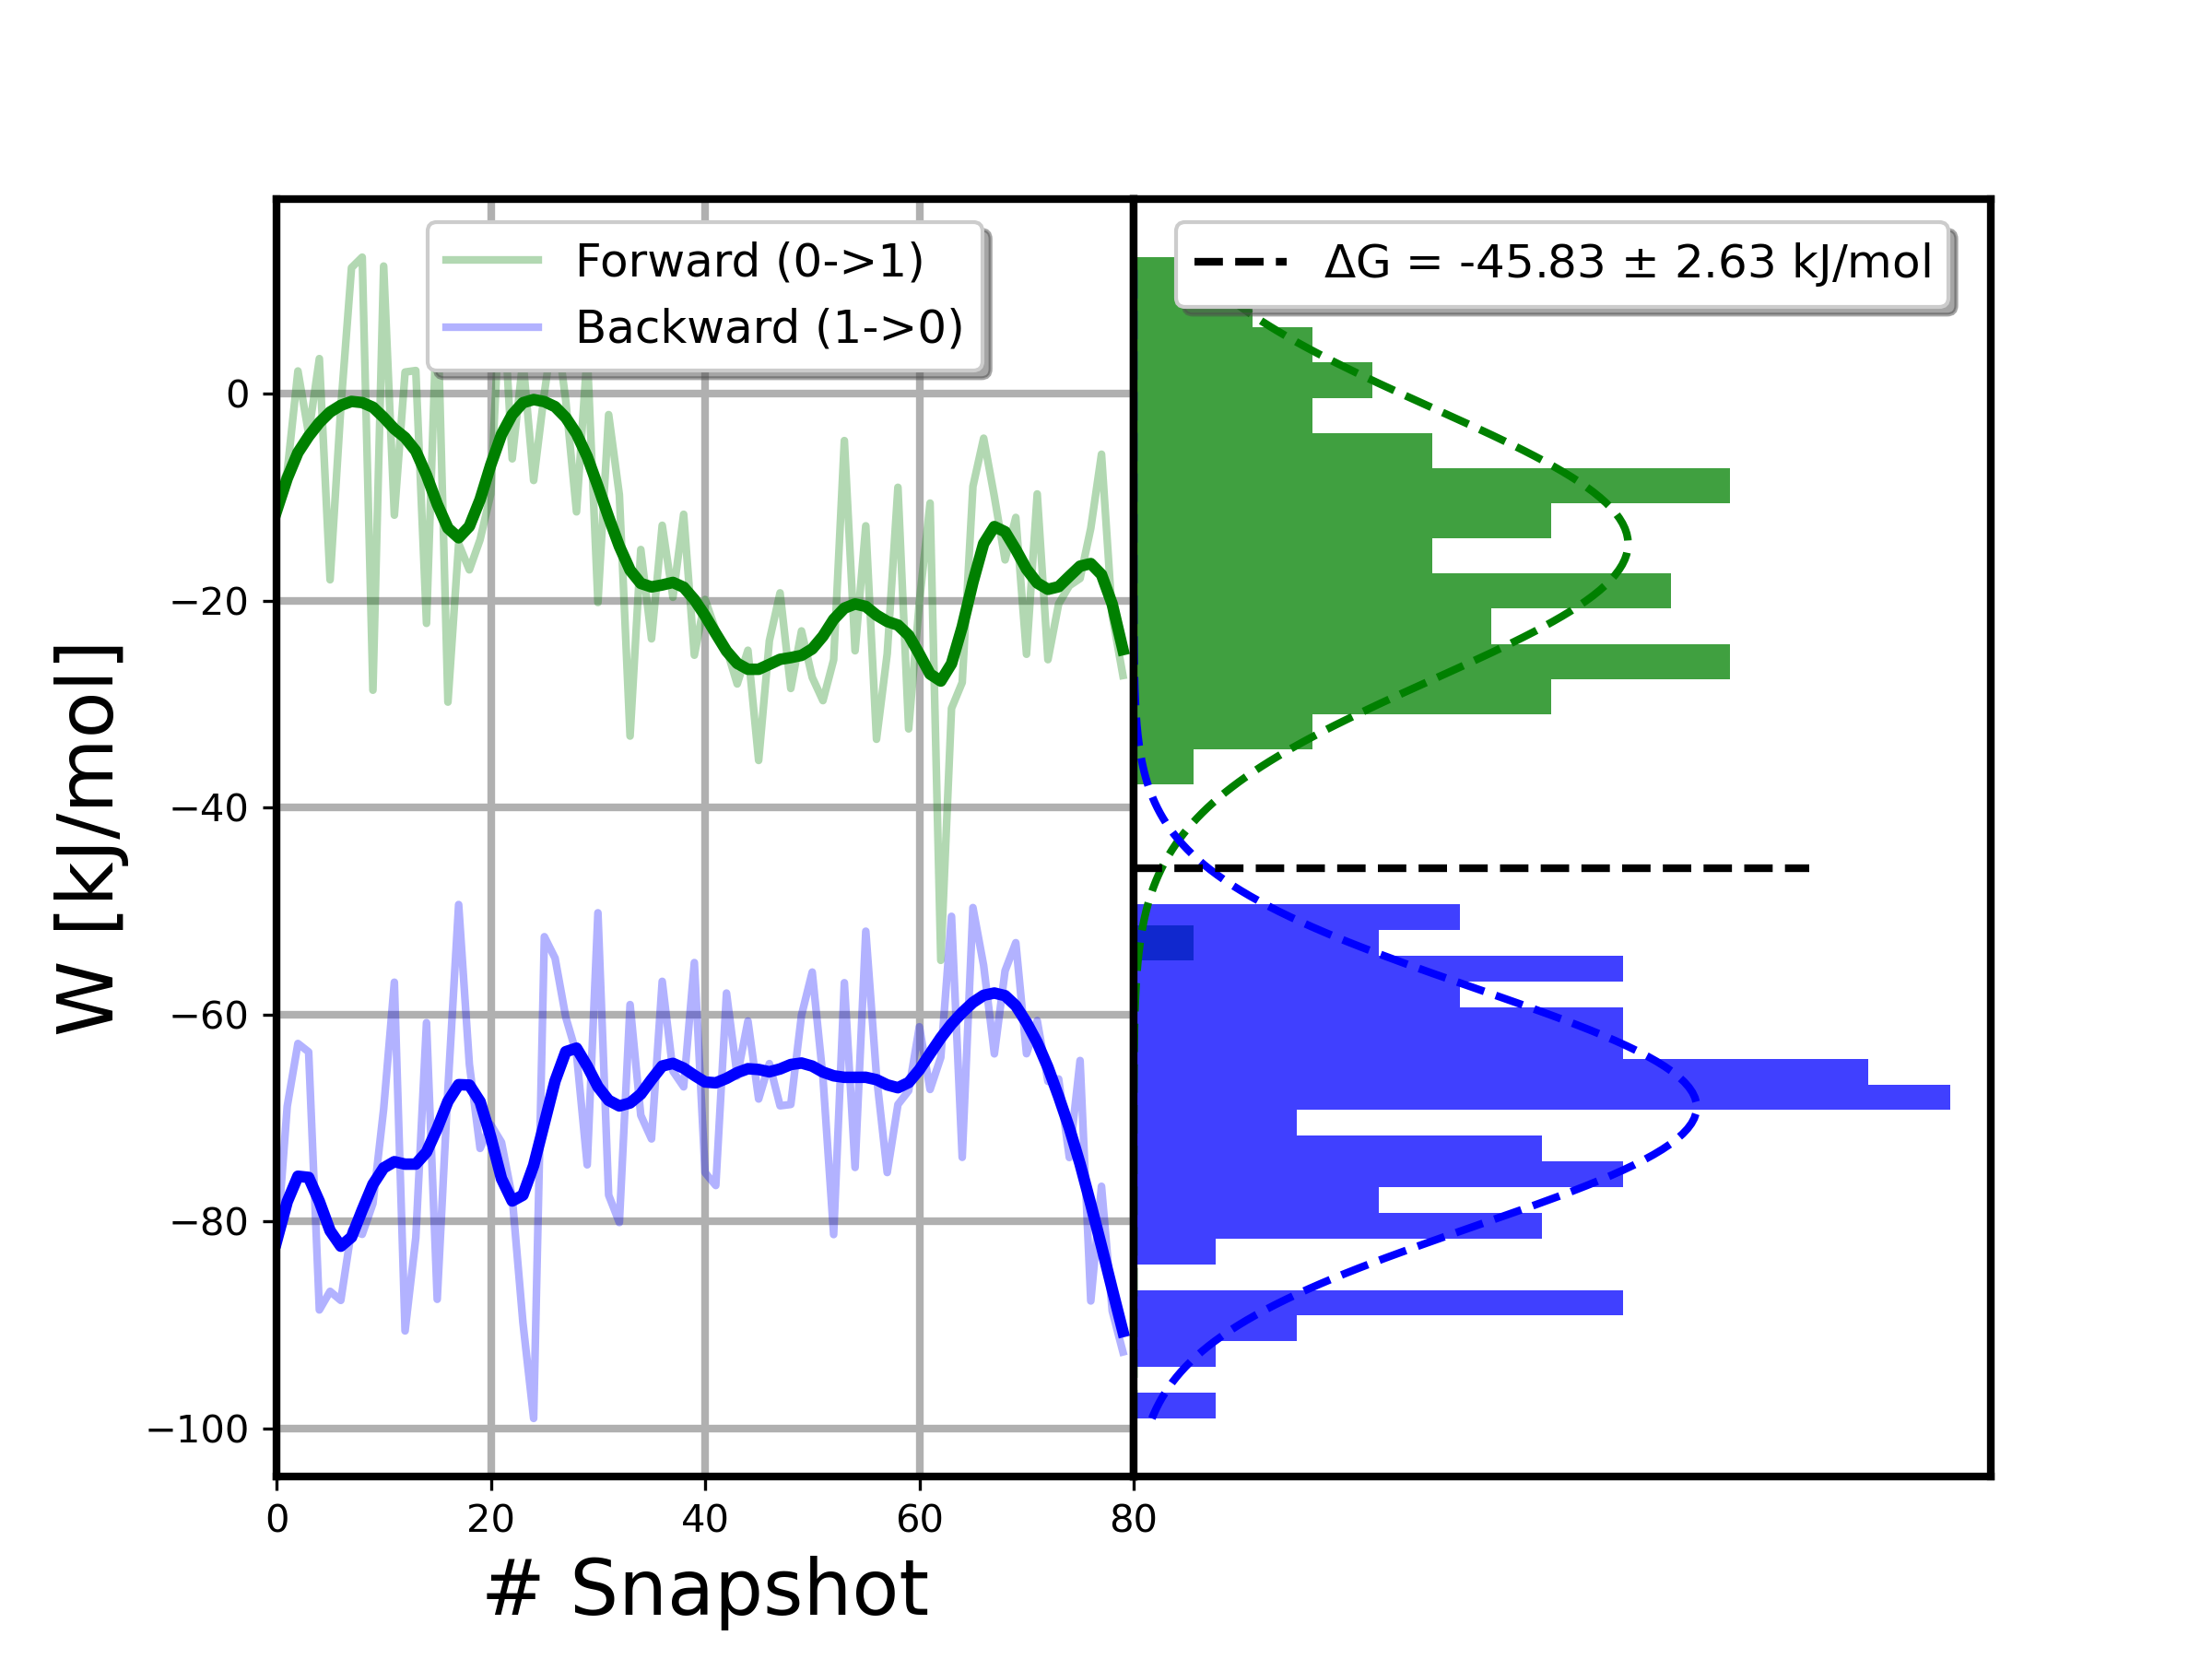 Forward (0->1)
Backward (1->0)
ΔG = -45.83 ± 2.63 kJ/mol
0
−20
−40
−60
−80
−100
W [kJ/mol]
0 20 40 60 80
# Snapshot